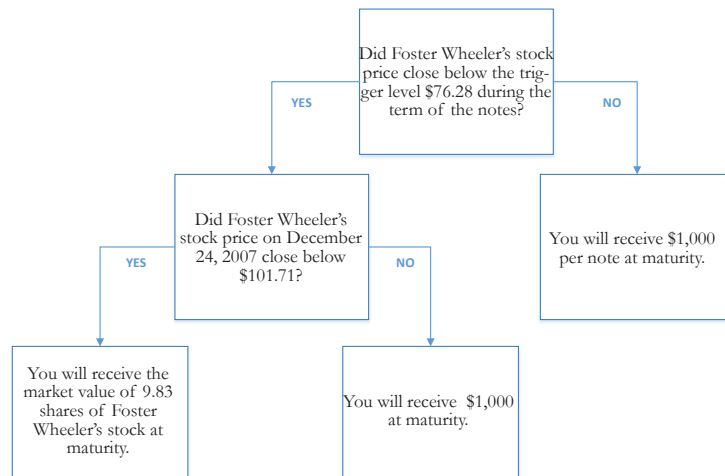 Did Foster Wheeler's stock
price close below the trig-
ger level $76.28 during the
term of the notes?
YES
NO
Did Foster Wheeler's
stock price on December
24, 2007 close below
$101.71?
You will receive $1,000
per note at maturity.
YES
NO
You will receive the
market value of 9.83
shares of Foster
Wheeler's stock at
maturity.
You will receive $1,000
at maturity.